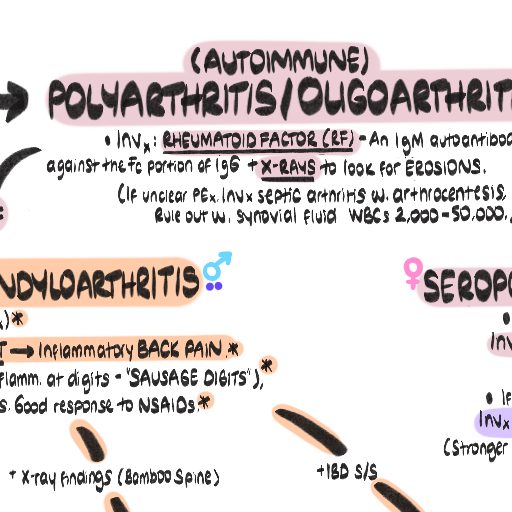 (AUTOIMMUNE)
POLYARTHRITIS/OLIGOARTHRIT
• INVx: RHEUMATOID FACTOR (RF) - An IgM autoantibo
against the Fc portion of IgG + X-RAYS to look for EROSIONS.
(If unclear PEx. Invx septic arthritis w. arthrocentesis,
Rule out w. Synovial fluid WBCs 2,000-50,000.
NDYLOARTHRITIS ♂
♀ SEROPO
x)*
T → Inflammatory BACK PAIN.*
Inv
flamm. at digits - "SAUSAGE DIGITS"),*
s. Good response to NSAIDs.*
• If
Invx
(Stronger
+ X-ray findings (Bamboo Spine)
+IBD S/S